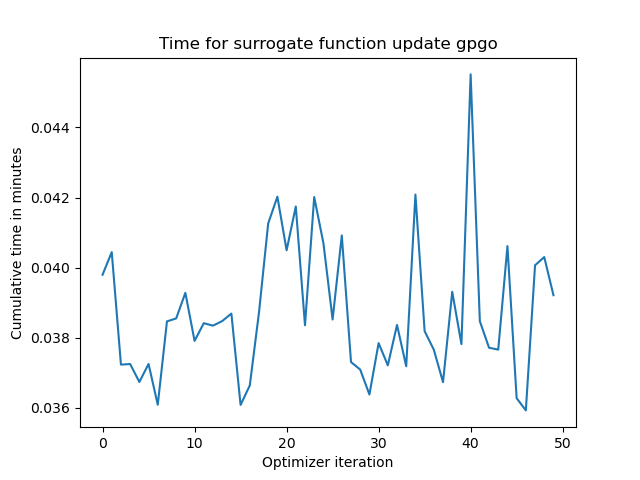 Time for surrogate function update gpgo
Cumulative time in minutes
0.044
0.042
0.040
0.038
0.036
0 10 20 30 40 50
Optimizer iteration